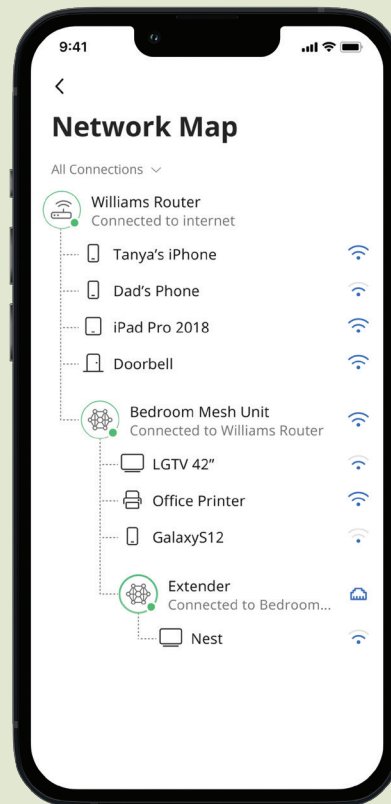 9:41
Network Map
All Connections
Williams Router
Connected to internet
Tanya's iPhone
Dad's Phone
iPad Pro 2018
Doorbell
Bedroom Mesh Unit
Connected to Williams Router
LGTV 42”
Office Printer
GalaxyS12
Extender
Connected to Bedroom...
Nest